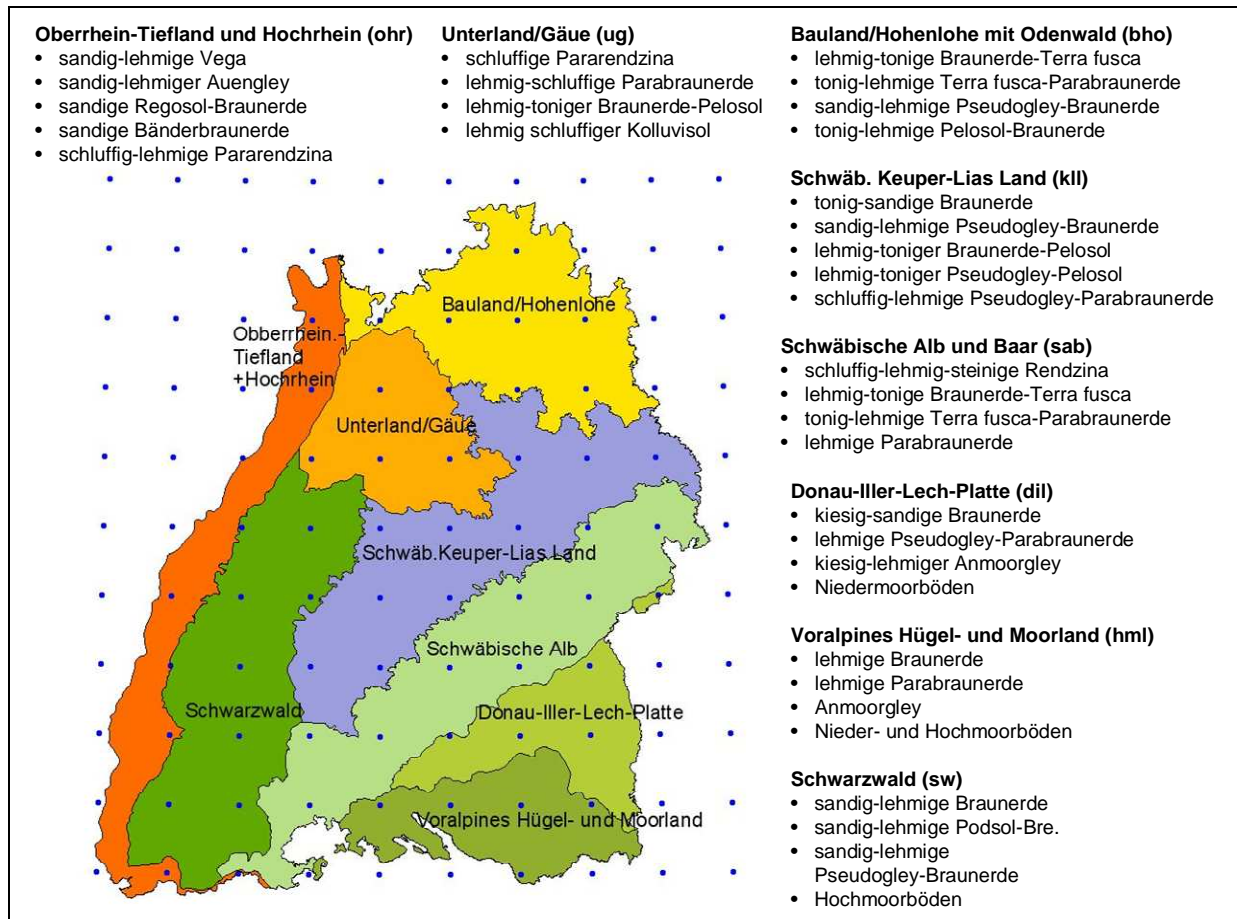 Oberrhein-Tiefland und Hochrhein (ohr)
• sandig-lehmige Vega
• sandig-lehmiger Auengley
• sandige Regosol-Braunerde
• sandige Bänderbraunerde
• schluffig-lehmige Pararendzina
Unterland/Gäue (ug)
• schluffige Pararendzina
• lehmig-schluffige Parabraunerde
• lehmig-toniger Braunerde-Pelosol
• lehmig schluffiger Kolluvisol
Bauland/Hohenlohe mit Odenwald (bho)
• lehmig-tonige Braunerde-Terra fusca
• tonig-lehmige Terra fusca-Parabraunerde
• sandig-lehmige Pseudogley-Braunerde
• tonig-lehmige Pelosol-Braunerde
Schwäb. Keuper-Lias Land (kll)
• tonig-sandige Braunerde
• sandig-lehmige Pseudogley-Braunerde
• lehmig-toniger Braunerde-Pelosol
• lehmig-toniger Pseudogley-Pelosol
• schluffig-lehmige Pseudogley-Parabraunerde
Schwäbische Alb und Baar (sab)
• schluffig-lehmig-steinige Rendzina
• lehmig-tonige Braunerde-Terra fusca
• tonig-lehmige Terra fusca-Parabraunerde
• lehmige Parabraunerde
Donau-Iller-Lech-Platte (dil)
• kiesig-sandige Braunerde
• lehmige Pseudogley-Parabraunerde
• kiesig-lehmiger Anmoorgley
• Niedermoorböden
Voralpines Hügel- und Moorland (hml)
• lehmige Braunerde
• lehmige Parabraunerde
• Anmoorgley
• Nieder- und Hochmoorböden
Schwarzwald (sw)
• sandig-lehmige Braunerde
• sandig-lehmige Podsol-Bre.
• sandig-lehmige
Pseudogley-Braunerde
• Hochmoorböden
Bauland/Hohenlohe
Obberrhein.-
Tiefland
+Hochrhein
Unterland/Gäue
Schwäb.Keuper-Lias.Land
Schwäbische Alb
Schwarzwald
Donau-Iller-Lech-Platte
Voralpines Hügel- und Moorland